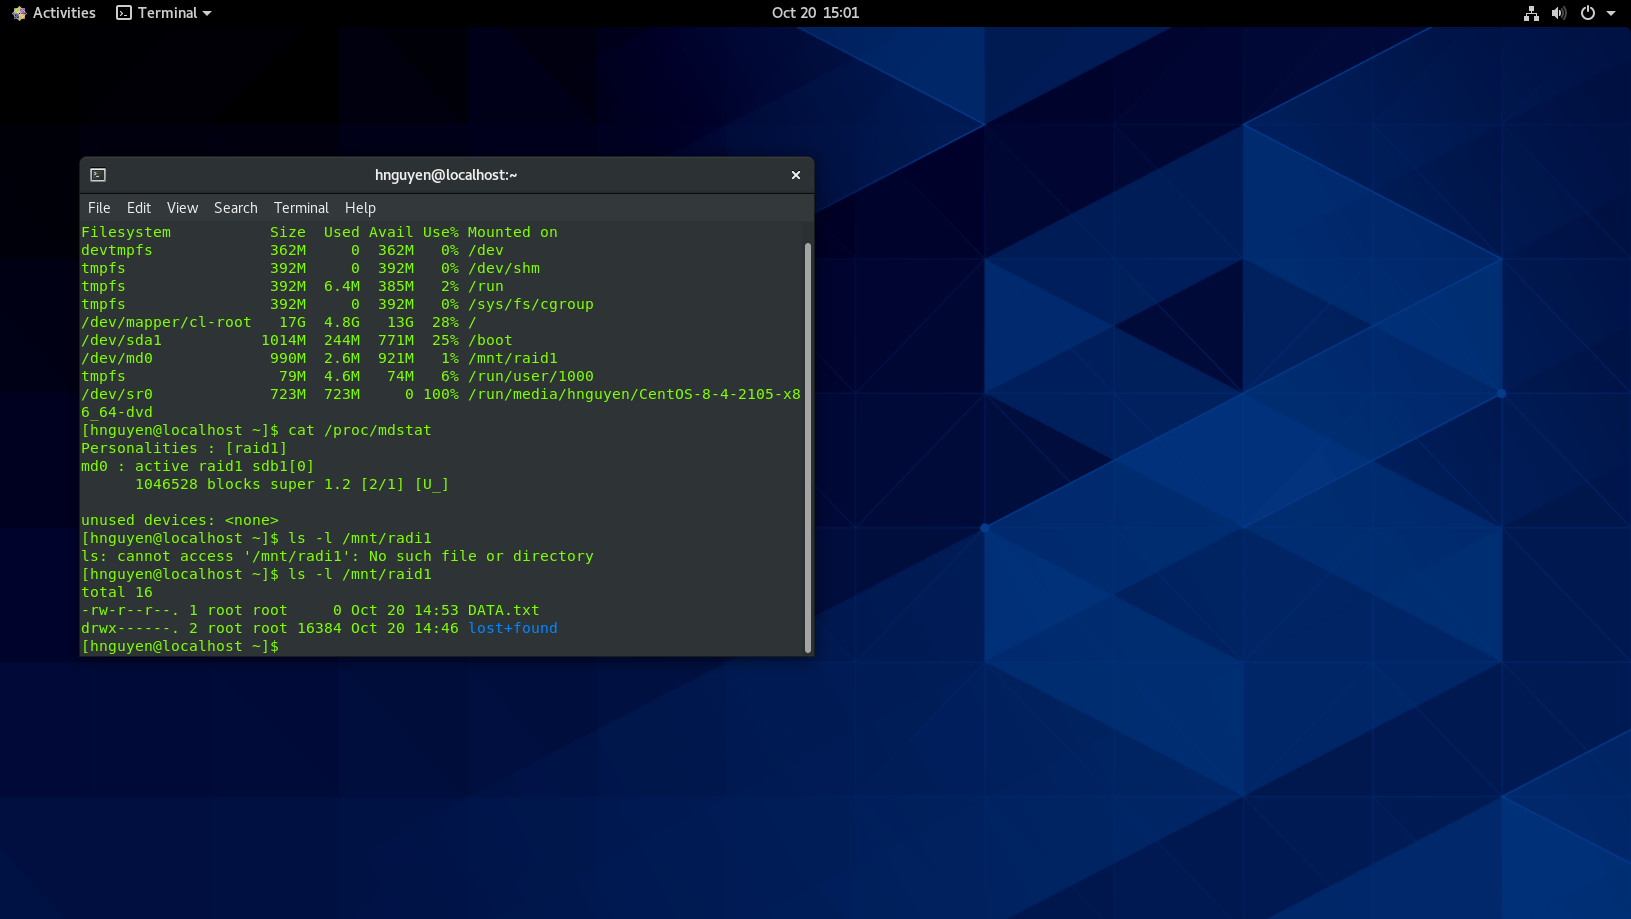 Activities Terminal Oct 20 15:01
hnguyen@localhost:~
File Edit View Search Terminal Help
Filesystem           Size  Used Avail Use% Mounted on
devtmpfs             362M     0  362M   0% /dev
tmpfs                392M     0  392M   0% /dev/shm
tmpfs                392M  6.4M  385M   2% /run
tmpfs                392M     0  392M   0% /sys/fs/cgroup
/dev/mapper/cl-root   17G  4.8G   13G  28% /
/dev/sda1           1014M  244M  771M  25% /boot
/dev/md0             990M  2.6M  921M   1% /mnt/raid1
tmpfs                 79M  4.6M   74M   6% /run/user/1000
/dev/sr0             723M  723M     0 100% /run/media/hnguyen/CentOS-8-4-2105-x8
6_64-dvd
[hnguyen@localhost ~]$ cat /proc/mdstat
Personalities : [raid1]
md0 : active raid1 sdb1[0]
      1046528 blocks super 1.2 [2/1] [U_]
unused devices: <none>
[hnguyen@localhost ~]$ ls -l /mnt/radi1
ls: cannot access '/mnt/radi1': No such file or directory
[hnguyen@localhost ~]$ ls -l /mnt/raid1
total 16
-rw-r--r--. 1 root root     0 Oct 20 14:53 DATA.txt
drwx------. 2 root root 16384 Oct 20 14:46 lost+found
[hnguyen@localhost ~]$